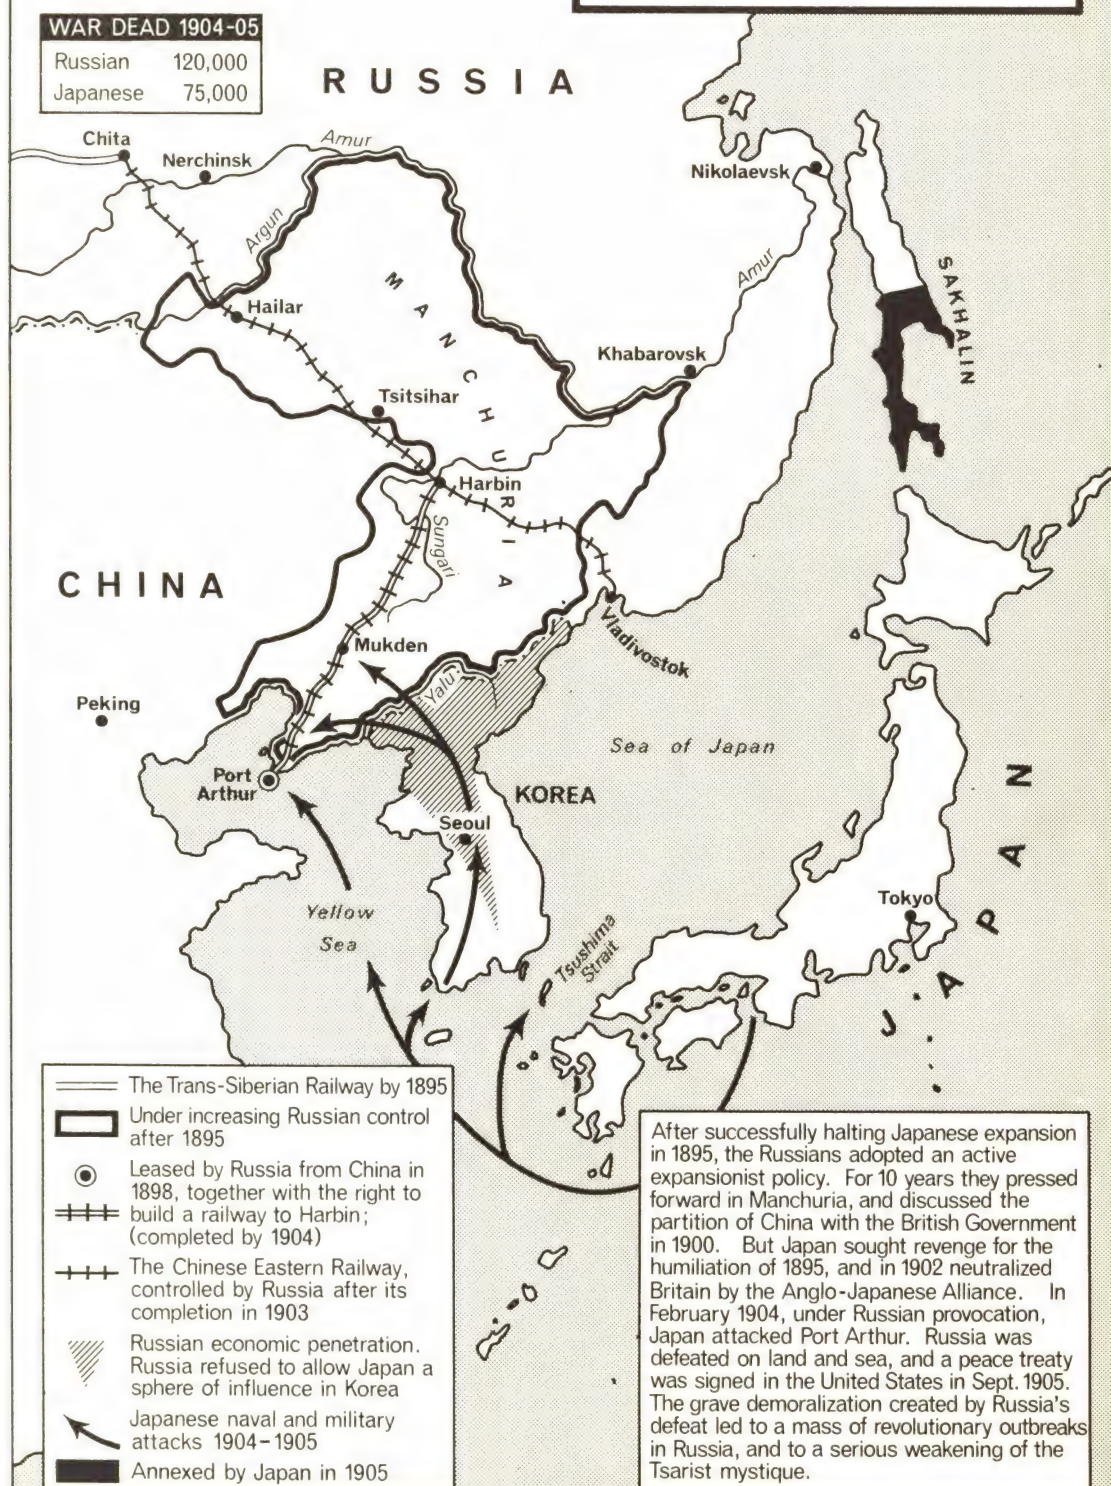 WAR DEAD 1904-05
Russian 120,000
Japanese 75,000
RUSSIA
Chita
Nerchinsk
Amur
Argun
Nikolaevsk
Amur
SAKHALIN
MANCHURIA
Hailar
Khabarovsk
Tsitsihar
Harbin
Sungari
CHINA
Mukden
Vladivostok
Yalu
Peking
Sea of Japan
Port
Arthur
KOREA
Seoul
JAPAN
Tokyo
Yellow
Sea
Tsushima
Strait
The Trans-Siberian Railway by 1895
Under increasing Russian control
after 1895
Leased by Russia from China in
1898, together with the right to
build a railway to Harbin;
(completed by 1904)
The Chinese Eastern Railway,
controlled by Russia after its
completion in 1903
Russian economic penetration.
Russia refused to allow Japan a
sphere of influence in Korea
Japanese naval and military
attacks 1904-1905
Annexed by Japan in 1905
After successfully halting Japanese expansion
in 1895, the Russians adopted an active
expansionist policy. For 10 years they pressed
forward in Manchuria, and discussed the
partition of China with the British Government
in 1900. But Japan sought revenge for the
humiliation of 1895, and in 1902 neutralized
Britain by the Anglo-Japanese Alliance. In
February 1904, under Russian provocation,
Japan attacked Port Arthur. Russia was
defeated on land and sea, and a peace treaty
was signed in the United States in Sept. 1905.
The grave demoralization created by Russia's
defeat led to a mass of revolutionary outbreaks
in Russia, and to a serious weakening of the
Tsarist mystique.